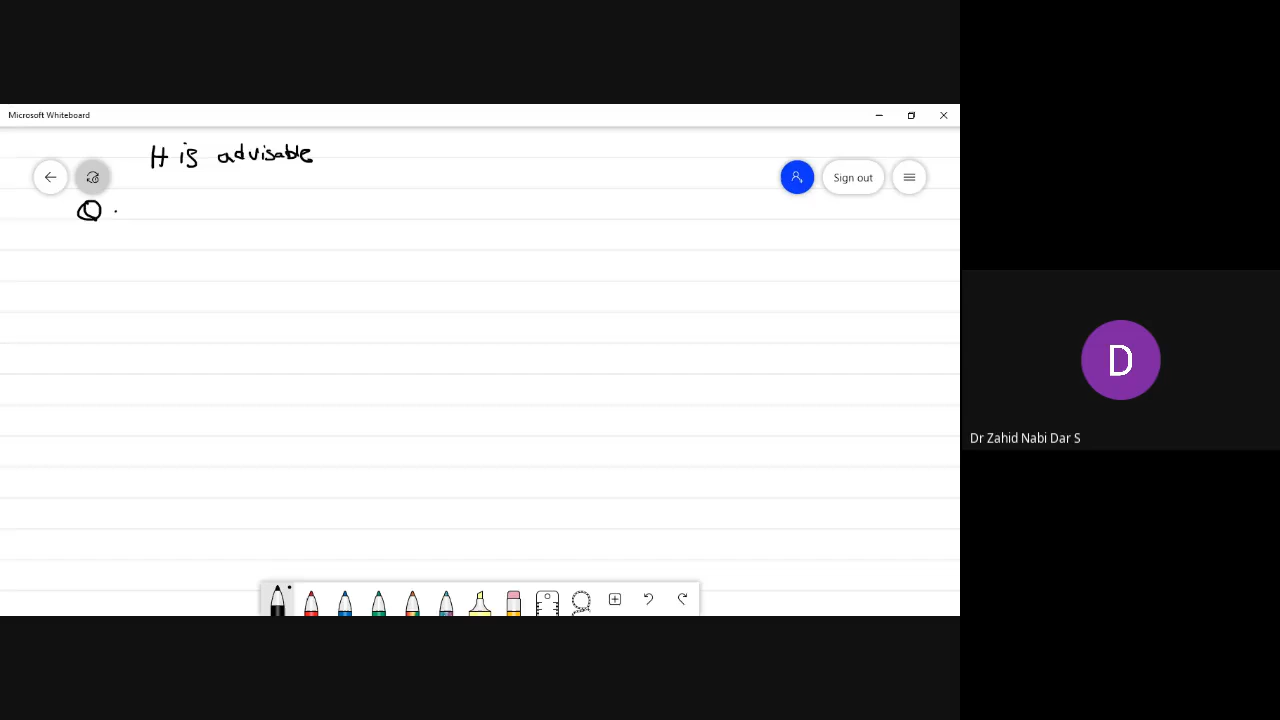 Microsoft Whiteboard
It is advisable
Sign out
Q .
D
Dr Zahid Nabi Dar S